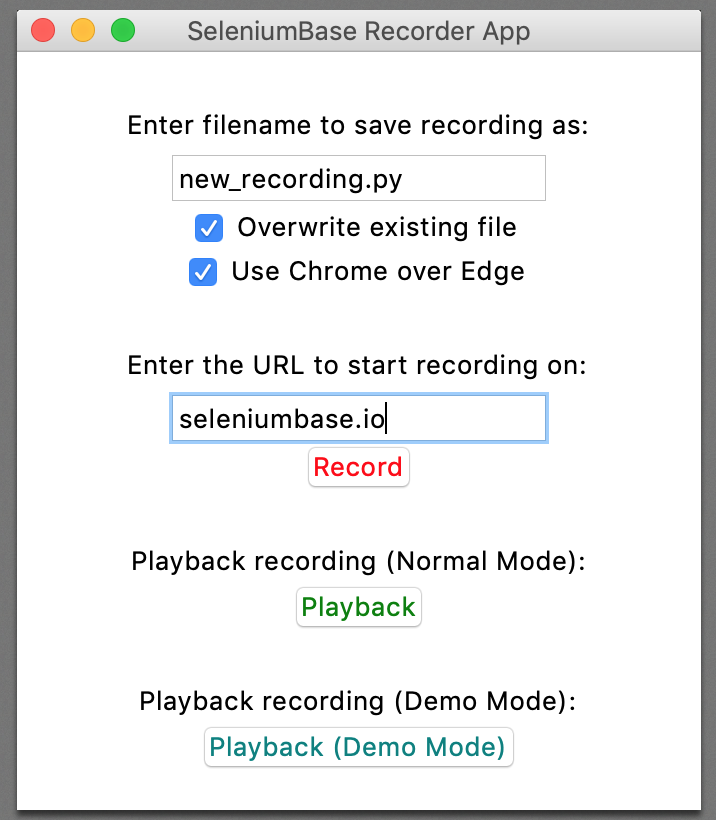 SeleniumBase Recorder App
Enter filename to save recording as:
new_recording.py
Overwrite existing file
Use Chrome over Edge
Enter the URL to start recording on:
seleniumbase.io
Record
Playback recording (Normal Mode):
Playback
Playback recording (Demo Mode):
Playback (Demo Mode)